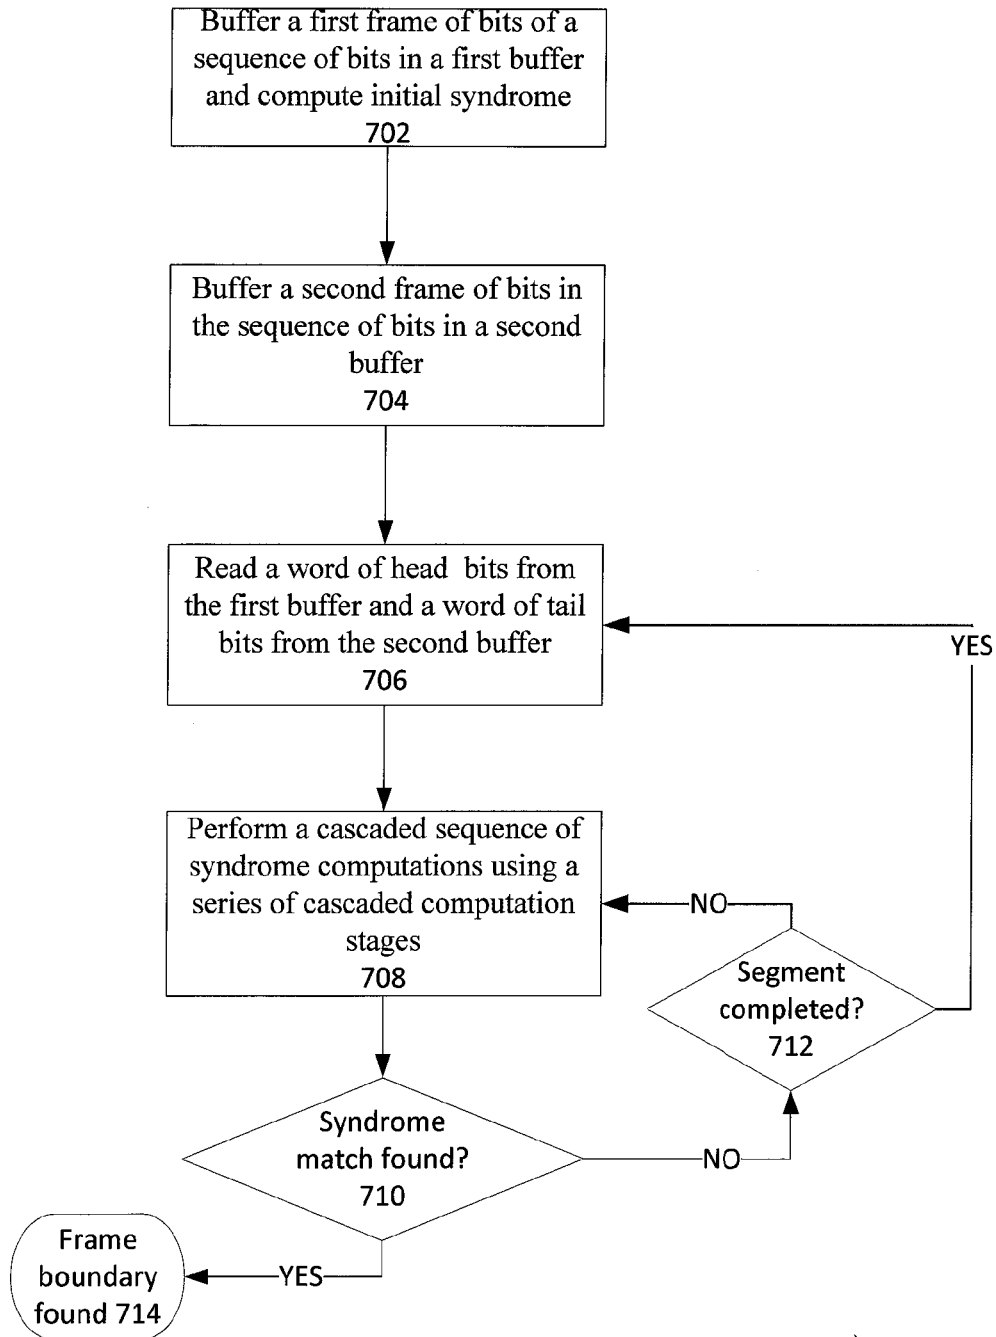 Buffer a first frame of bits of a
sequence of bits in a first buffer
and compute initial syndrome
702
Buffer a second frame of bits in
the sequence of bits in a second
buffer
704
Read a word of head bits from
the first buffer and a word of tail
bits from the second buffer
706
YES
Perform a cascaded sequence of
syndrome computations using a
series of cascaded computation
stages
708
NO
Segment
completed?
712
Syndrome
match found?
710
NO
YES
Frame
boundary
found 714